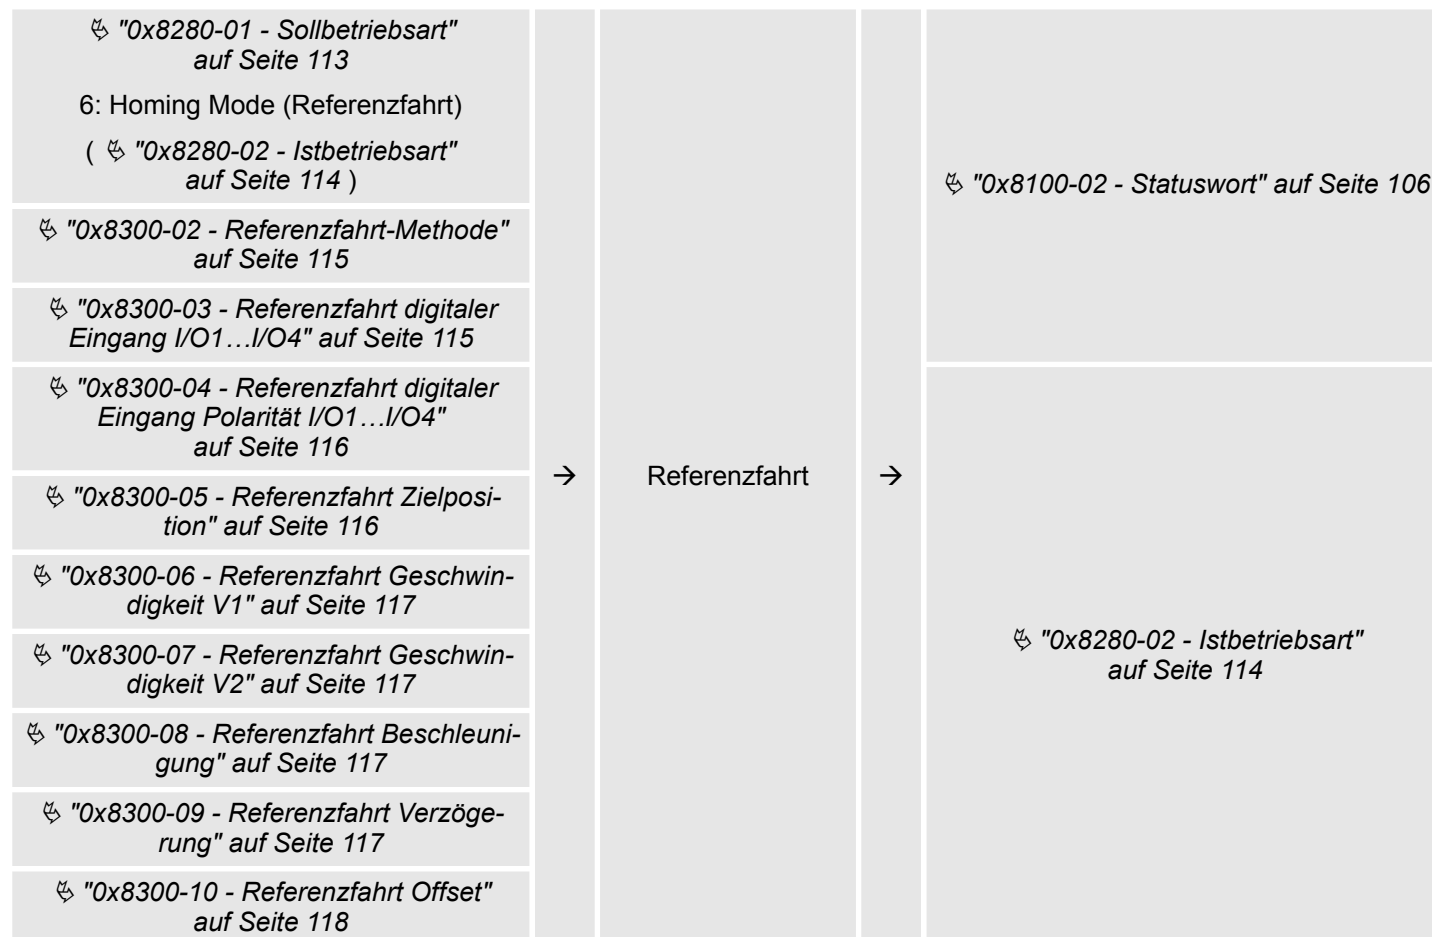 "0x8280-01 - Sollbetriebsart"
auf Seite 113
6: Homing Mode (Referenzfahrt)
( "0x8280-02 - Istbetriebsart"
auf Seite 114 )
"0x8300-02 - Referenzfahrt-Methode"
auf Seite 115
"0x8300-03 - Referenzfahrt digitaler
Eingang I/O1…I/O4" auf Seite 115
"0x8300-04 - Referenzfahrt digitaler
Eingang Polarität I/O1…I/O4"
auf Seite 116
"0x8300-05 - Referenzfahrt Zielposi-
tion" auf Seite 116
"0x8300-06 - Referenzfahrt Geschwin-
digkeit V1" auf Seite 117
"0x8300-07 - Referenzfahrt Geschwin-
digkeit V2" auf Seite 117
"0x8300-08 - Referenzfahrt Beschleuni-
gung" auf Seite 117
"0x8300-09 - Referenzfahrt Verzöge-
rung" auf Seite 117
"0x8300-10 - Referenzfahrt Offset"
auf Seite 118
→
Referenzfahrt
→
"0x8100-02 - Statuswort" auf Seite 106
"0x8280-02 - Istbetriebsart"
auf Seite 114